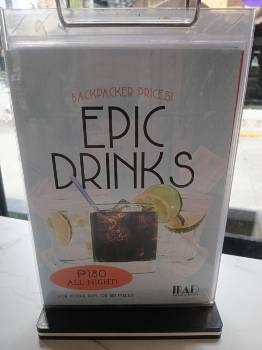 BACKPACKER PRICES!
EPIC
DRINKS
₱180
ALL NIGHT!